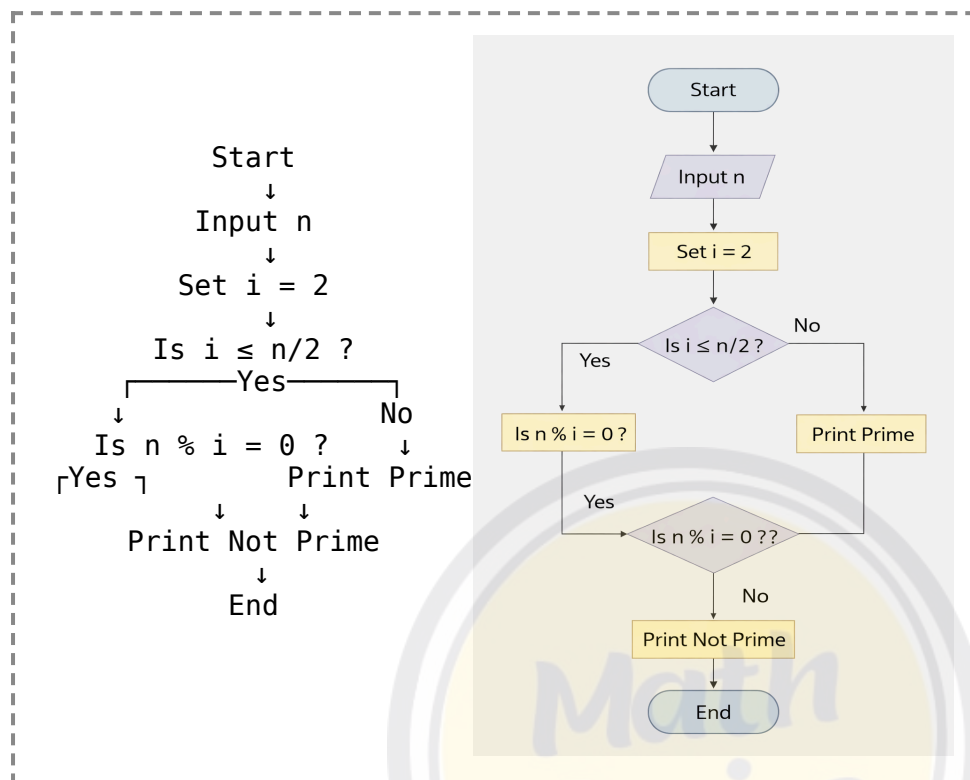 Start
↓
Input n
↓
Set i = 2
↓
Is i ≤ n/2 ?
┌──────Yes──────┐
↓ No
Is n % i = 0 ? ↓
┌Yes ┐ Print Prime
↓ ↓
Print Not Prime
↓
End
Start
Input n
Set i = 2
Is i ≤ n/2 ?
No
Yes
Is n % i = 0 ?
Print Prime
Yes
Is n % i = 0 ??
No
Print Not Prime
End
Math